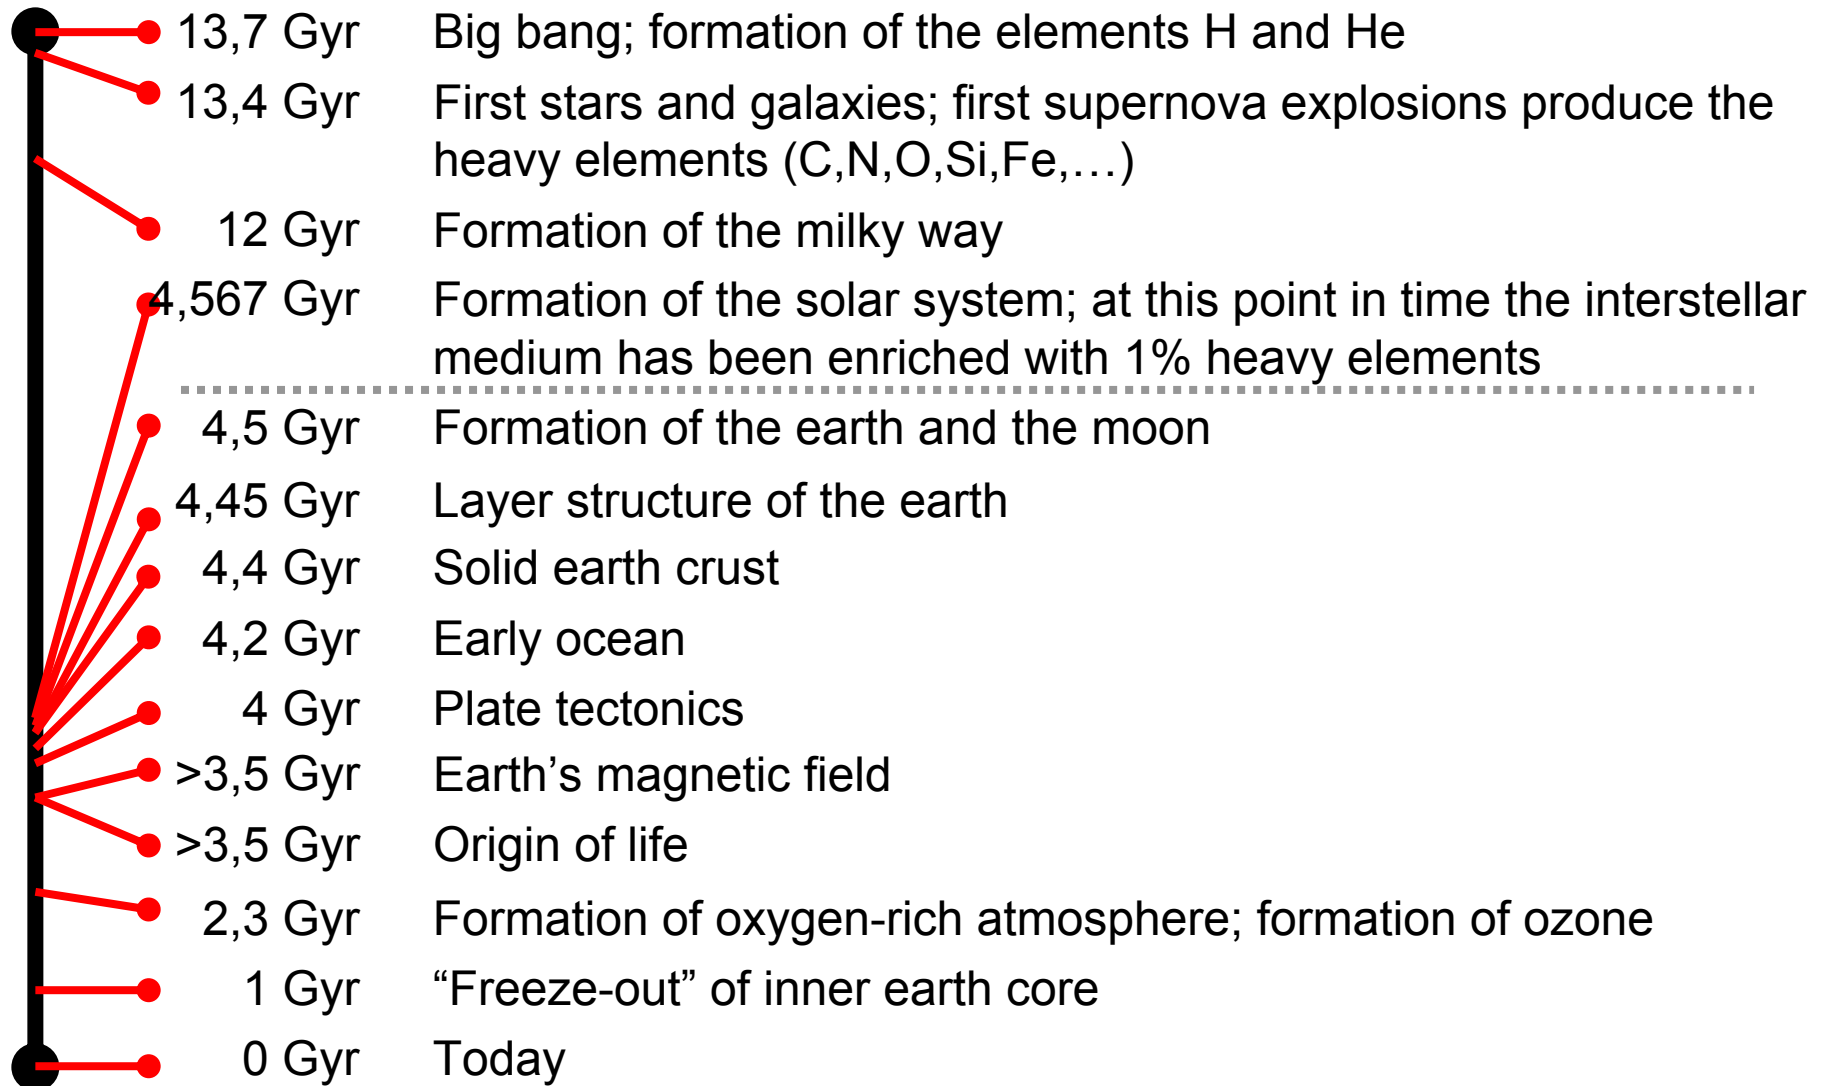 13,7 Gyr Big bang; formation of the elements H and He
13,4 Gyr First stars and galaxies; first supernova explosions produce the
heavy elements (C,N,O,Si,Fe,…)
12 Gyr Formation of the milky way
4,567 Gyr Formation of the solar system; at this point in time the interstellar
medium has been enriched with 1% heavy elements
4,5 Gyr Formation of the earth and the moon
4,45 Gyr Layer structure of the earth
4,4 Gyr Solid earth crust
4,2 Gyr Early ocean
4 Gyr Plate tectonics
>3,5 Gyr Earth’s magnetic field
>3,5 Gyr Origin of life
2,3 Gyr Formation of oxygen-rich atmosphere; formation of ozone
1 Gyr “Freeze-out” of inner earth core
0 Gyr Today